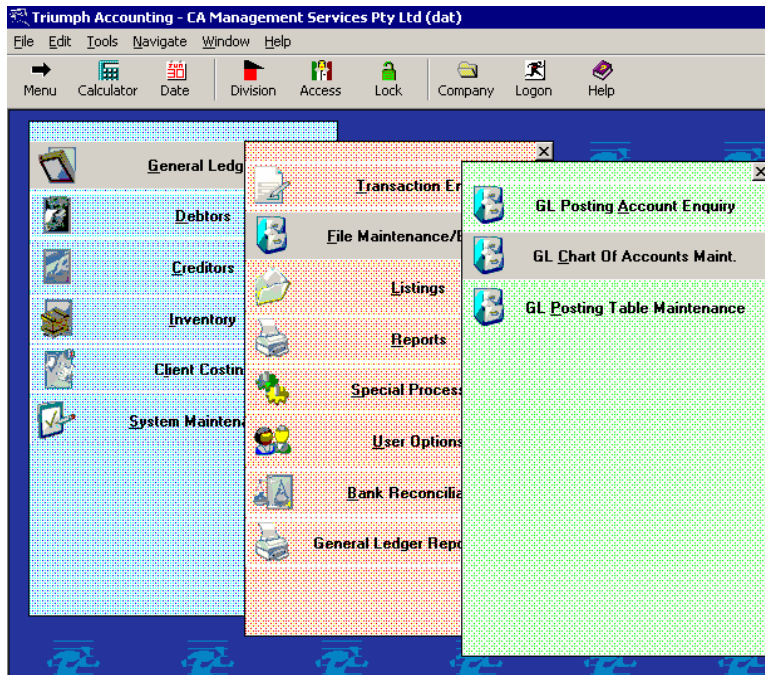 Triumph Accounting - CA Management Services Pty Ltd (dat)
File Edit Tools Navigate Window Help
Menu Calculator Date Division Access Lock Company Logon Help
General Ledg
Debtors
Creditors
Inventory
Client Costin
System Mainten
Transaction En
File Maintenance/E
Listings
Reports
Special Process
User Options
Bank Reconcilia
General Ledger Repo
GL Posting Account Enquiry
GL Chart Of Accounts Maint.
GL Posting Table Maintenance